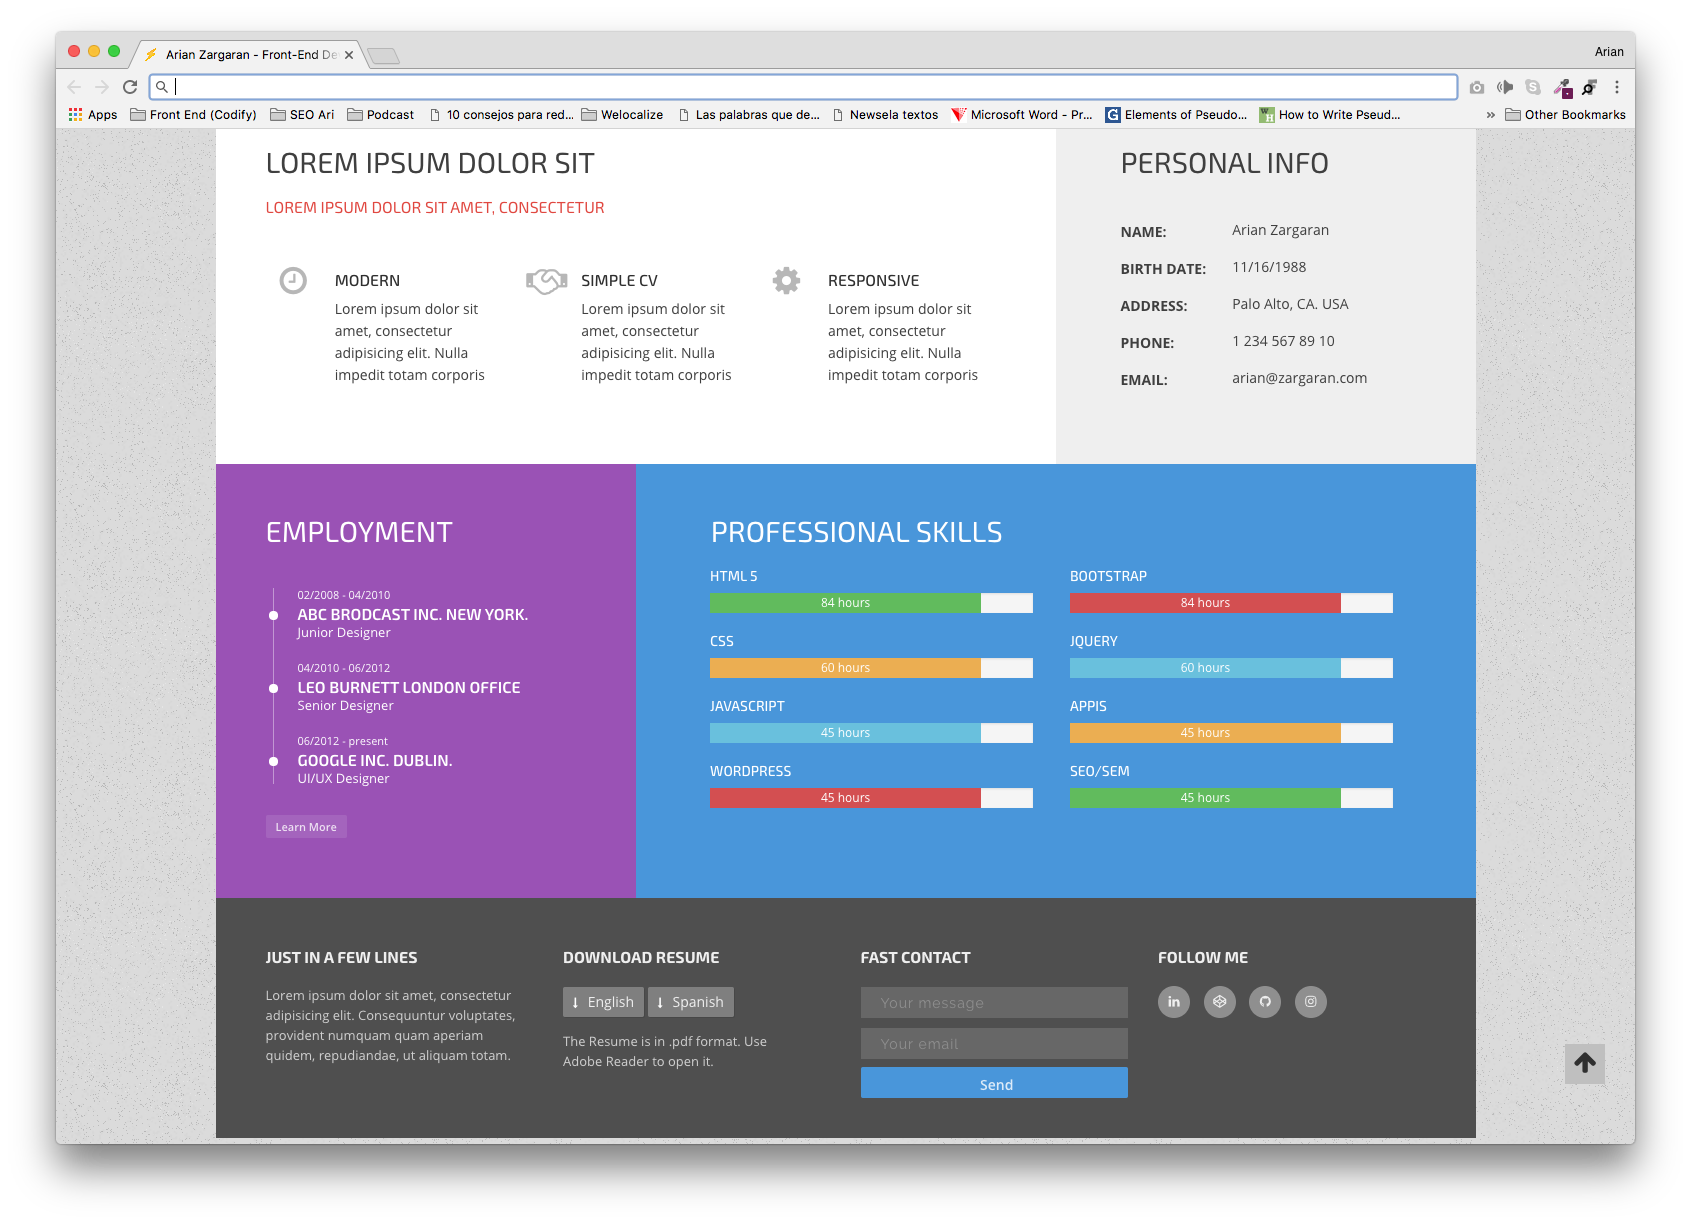 Arian Zargaran - Front-End De
Arian
Apps
Front End (Codify)
SEO Ari
Podcast
10 consejos para red...
Welocalize
Las palabras que de...
Newsela textos
Microsoft Word - Pr...
Elements of Pseudo...
How to Write Pseud...
»
Other Bookmarks
LOREM IPSUM DOLOR SIT
LOREM IPSUM DOLOR SIT AMET, CONSECTETUR
MODERN
Lorem ipsum dolor sit
amet, consectetur
adipisicing elit. Nulla
impedit totam corporis
SIMPLE CV
Lorem ipsum dolor sit
amet, consectetur
adipisicing elit. Nulla
impedit totam corporis
RESPONSIVE
Lorem ipsum dolor sit
amet, consectetur
adipisicing elit. Nulla
impedit totam corporis
PERSONAL INFO
NAME: Arian Zargaran
BIRTH DATE: 11/16/1988
ADDRESS: Palo Alto, CA. USA
PHONE: 1 234 567 89 10
EMAIL: arian@zargaran.com
EMPLOYMENT
02/2008 - 04/2010
ABC BRODCAST INC. NEW YORK.
Junior Designer
04/2010 - 06/2012
LEO BURNETT LONDON OFFICE
Senior Designer
06/2012 - present
GOOGLE INC. DUBLIN.
UI/UX Designer
Learn More
PROFESSIONAL SKILLS
HTML 5
84 hours
BOOTSTRAP
84 hours
CSS
60 hours
JQUERY
60 hours
JAVASCRIPT
45 hours
APPIS
45 hours
WORDPRESS
45 hours
SEO/SEM
45 hours
JUST IN A FEW LINES
Lorem ipsum dolor sit amet, consectetur
adipisicing elit. Consequuntur voluptates,
provident numquam quam aperiam
quidem, repudiandae, ut aliquam totam.
DOWNLOAD RESUME
English
Spanish
The Resume is in .pdf format. Use
Adobe Reader to open it.
FAST CONTACT
Your message
Your email
Send
FOLLOW ME
in